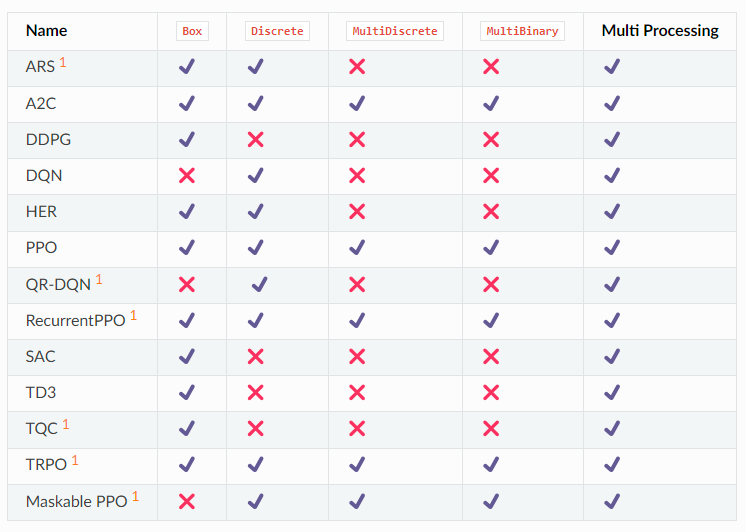 Name Box Discrete MultiDiscrete MultiBinary Multi Processing
ARS 1 ✔ ✔ ❌ ❌ ✔
A2C ✔ ✔ ✔ ✔ ✔
DDPG ✔ ❌ ❌ ❌ ✔
DQN ❌ ✔ ❌ ❌ ✔
HER ✔ ✔ ❌ ❌ ✔
PPO ✔ ✔ ✔ ✔ ✔
QR-DQN 1 ❌ ✔ ❌ ❌ ✔
RecurrentPPO 1 ✔ ✔ ✔ ✔ ✔
SAC ✔ ❌ ❌ ❌ ✔
TD3 ✔ ❌ ❌ ❌ ✔
TQC 1 ✔ ❌ ❌ ❌ ✔
TRPO 1 ✔ ✔ ✔ ✔ ✔
Maskable PPO 1 ❌ ✔ ✔ ✔ ✔